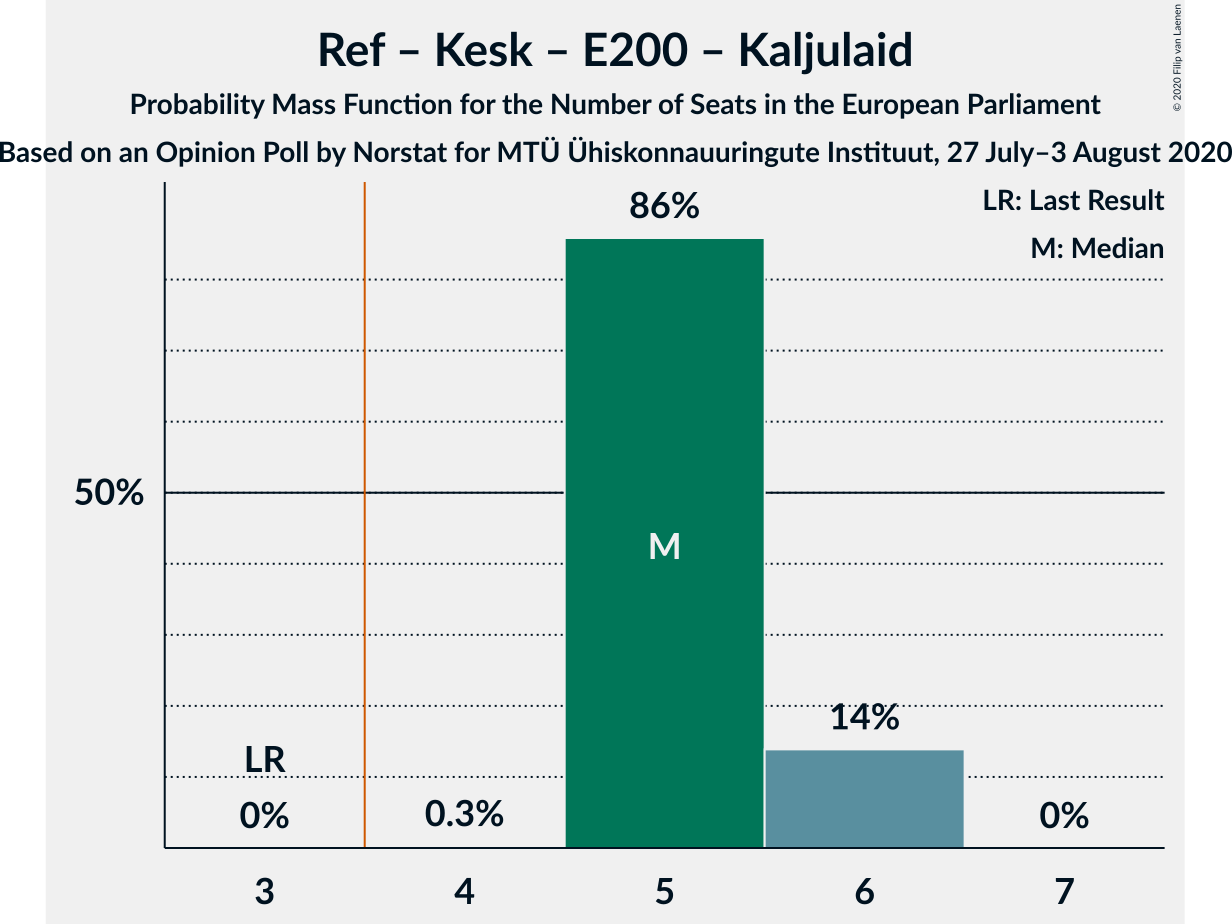 Ref – Kesk – E200 – Kaljulaid
Probability Mass Function for the Number of Seats in the European Parliament
Based on an Opinion Poll by Norstat for MTÜ Ühiskonnauuringute Instituut, 27 July–3 August 2020
© 2020 Filip van Laenen
LR: Last Result
M: Median
86%
50%
M
14%
LR
0%
0.3%
0%
3
4
5
6
7